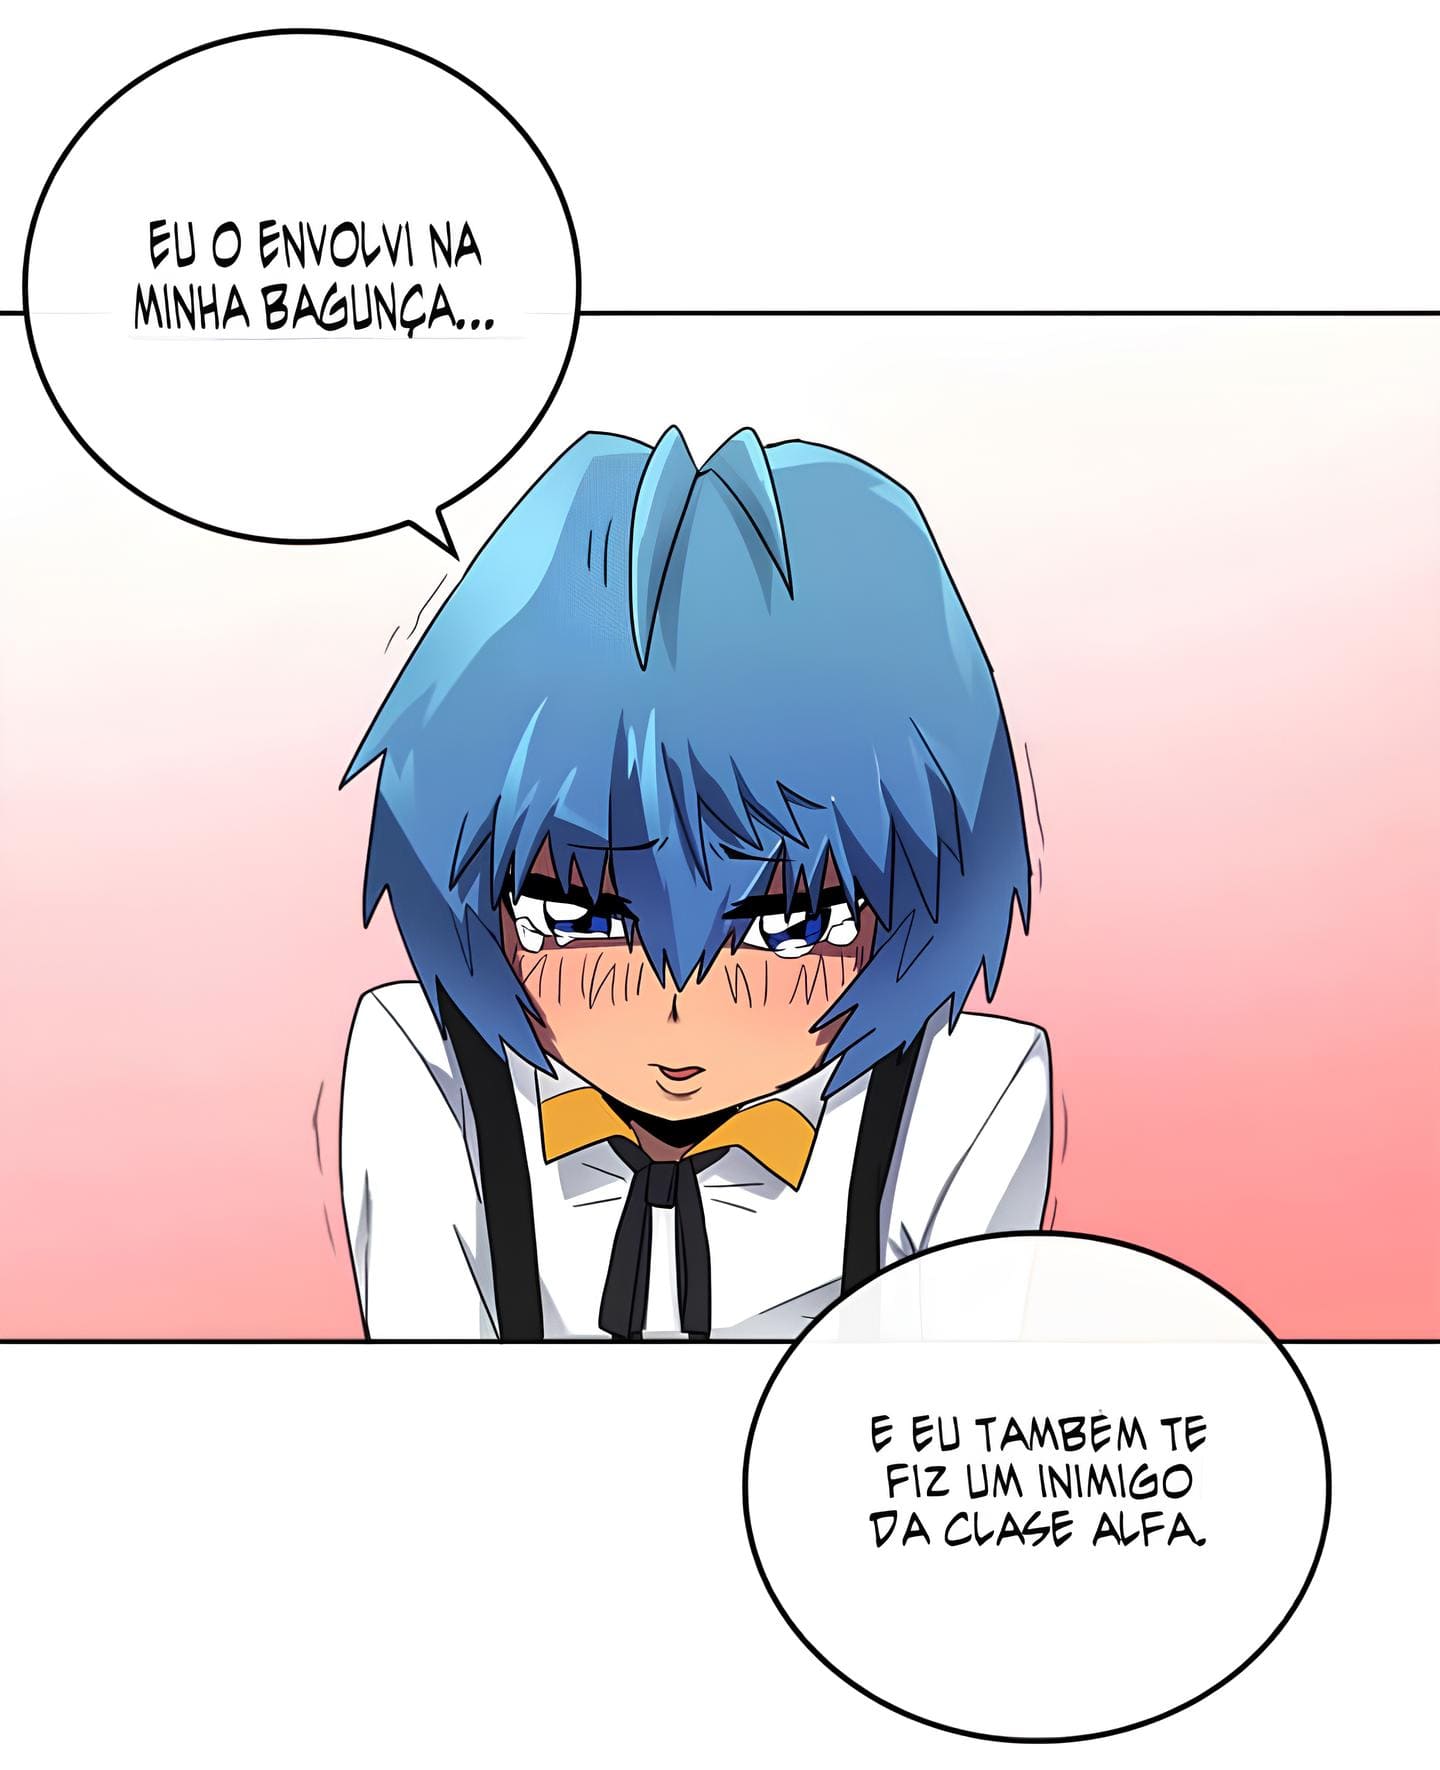 EU O ENVOLVI NA
MINHA BAGUNÇA...
E EU TAMBÉM TE
FIZ UM INIMIGO
DA CLASE ALFA.